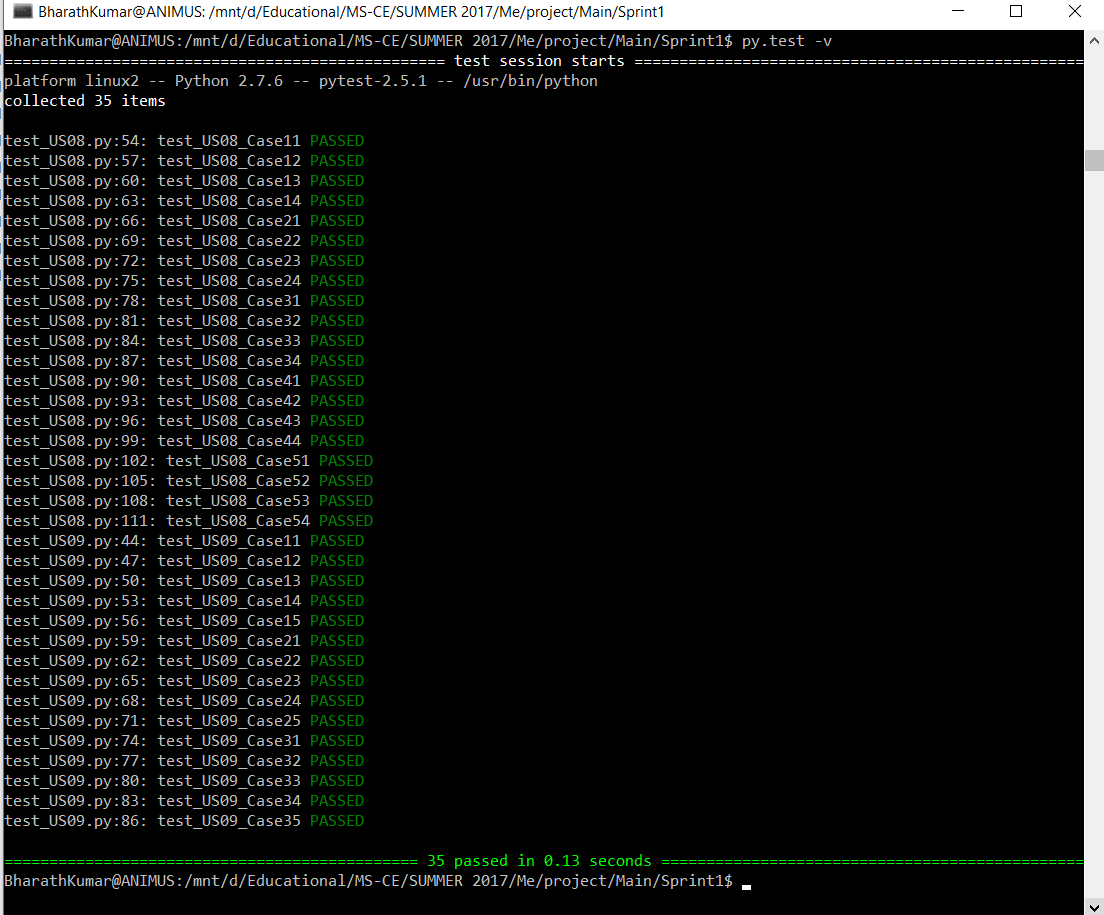 BharathKumar@ANIMUS: /mnt/d/Educational/MS-CE/SUMMER 2017/Me/project/Main/Sprint1
BharathKumar@ANIMUS:/mnt/d/Educational/MS-CE/SUMMER 2017/Me/project/Main/Sprint1$ py.test -v
================================================= test session starts ==================================================
platform linux2 -- Python 2.7.6 -- pytest-2.5.1 -- /usr/bin/python
collected 35 items
test_US08.py:54: test_US08_Case11 PASSED
test_US08.py:57: test_US08_Case12 PASSED
test_US08.py:60: test_US08_Case13 PASSED
test_US08.py:63: test_US08_Case14 PASSED
test_US08.py:66: test_US08_Case21 PASSED
test_US08.py:69: test_US08_Case22 PASSED
test_US08.py:72: test_US08_Case23 PASSED
test_US08.py:75: test_US08_Case24 PASSED
test_US08.py:78: test_US08_Case31 PASSED
test_US08.py:81: test_US08_Case32 PASSED
test_US08.py:84: test_US08_Case33 PASSED
test_US08.py:87: test_US08_Case34 PASSED
test_US08.py:90: test_US08_Case41 PASSED
test_US08.py:93: test_US08_Case42 PASSED
test_US08.py:96: test_US08_Case43 PASSED
test_US08.py:99: test_US08_Case44 PASSED
test_US08.py:102: test_US08_Case51 PASSED
test_US08.py:105: test_US08_Case52 PASSED
test_US08.py:108: test_US08_Case53 PASSED
test_US08.py:111: test_US08_Case54 PASSED
test_US09.py:44: test_US09_Case11 PASSED
test_US09.py:47: test_US09_Case12 PASSED
test_US09.py:50: test_US09_Case13 PASSED
test_US09.py:53: test_US09_Case14 PASSED
test_US09.py:56: test_US09_Case15 PASSED
test_US09.py:59: test_US09_Case21 PASSED
test_US09.py:62: test_US09_Case22 PASSED
test_US09.py:65: test_US09_Case23 PASSED
test_US09.py:68: test_US09_Case24 PASSED
test_US09.py:71: test_US09_Case25 PASSED
test_US09.py:74: test_US09_Case31 PASSED
test_US09.py:77: test_US09_Case32 PASSED
test_US09.py:80: test_US09_Case33 PASSED
test_US09.py:83: test_US09_Case34 PASSED
test_US09.py:86: test_US09_Case35 PASSED
============================================== 35 passed in 0.13 seconds ===============================================
BharathKumar@ANIMUS:/mnt/d/Educational/MS-CE/SUMMER 2017/Me/project/Main/Sprint1$